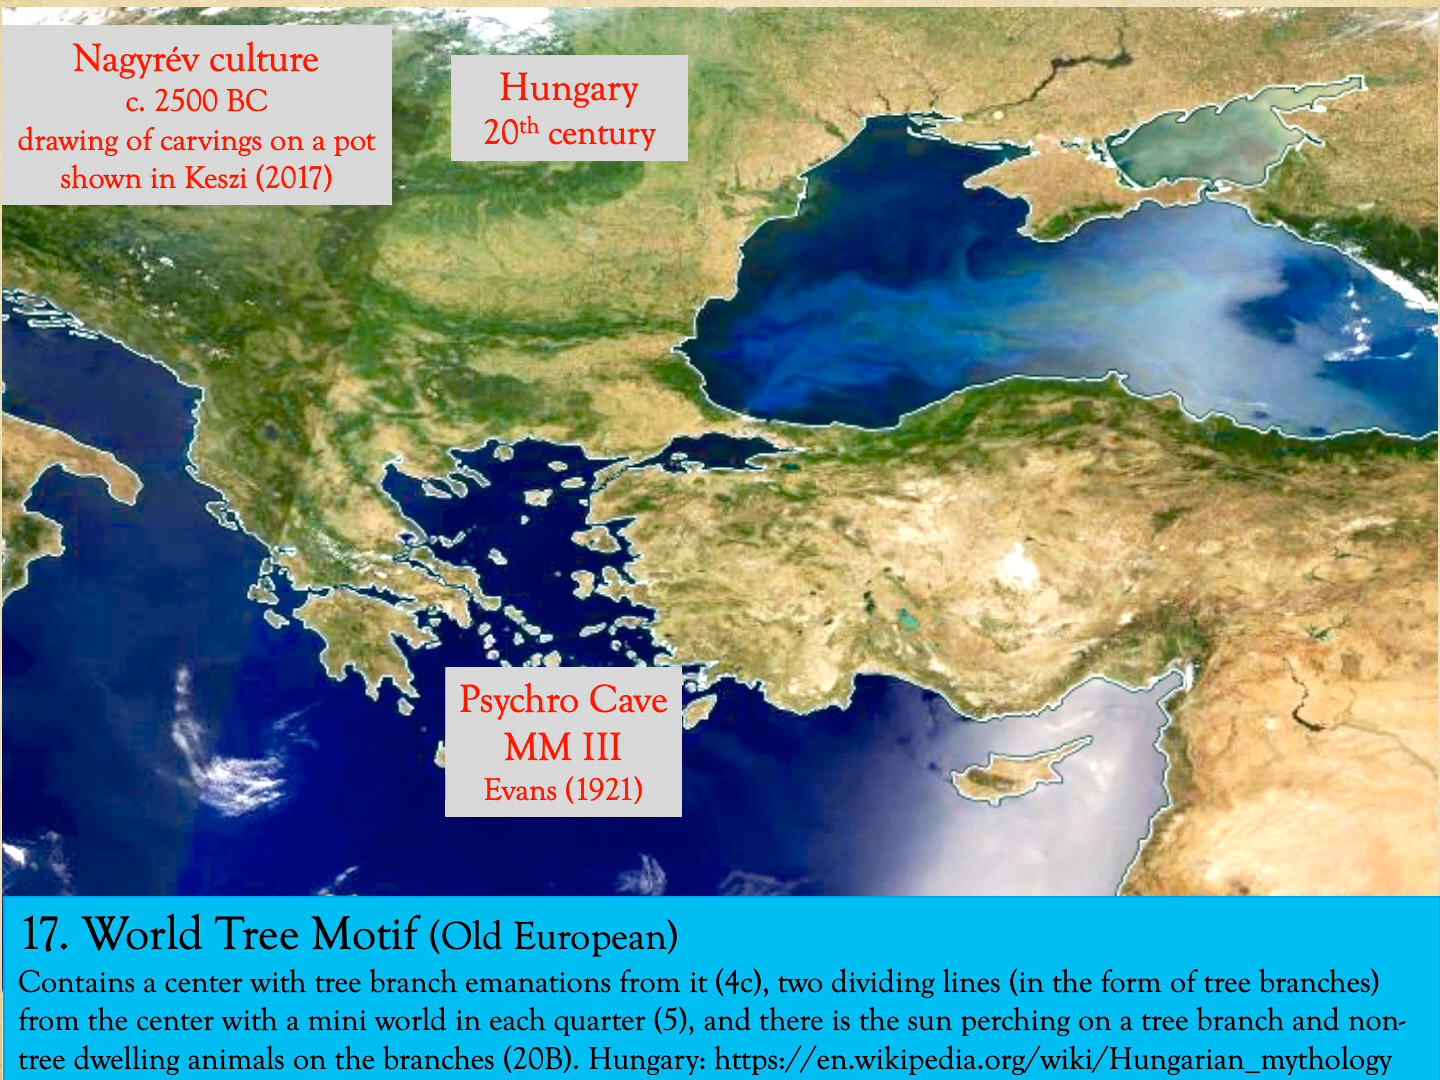 Nagyrév culture
c. 2500 BC
drawing of carvings on a pot
shown in Keszi (2017)
Hungary
20th century
Psychro Cave
MM III
Evans (1921)
17. World Tree Motif (Old European)
Contains a center with tree branch emanations from it (4c), two dividing lines (in the form of tree branches)
from the center with a mini world in each quarter (5), and there is the sun perching on a tree branch and non-
tree dwelling animals on the branches (20B). Hungary: https://en.wikipedia.org/wiki/Hungarian_mythology